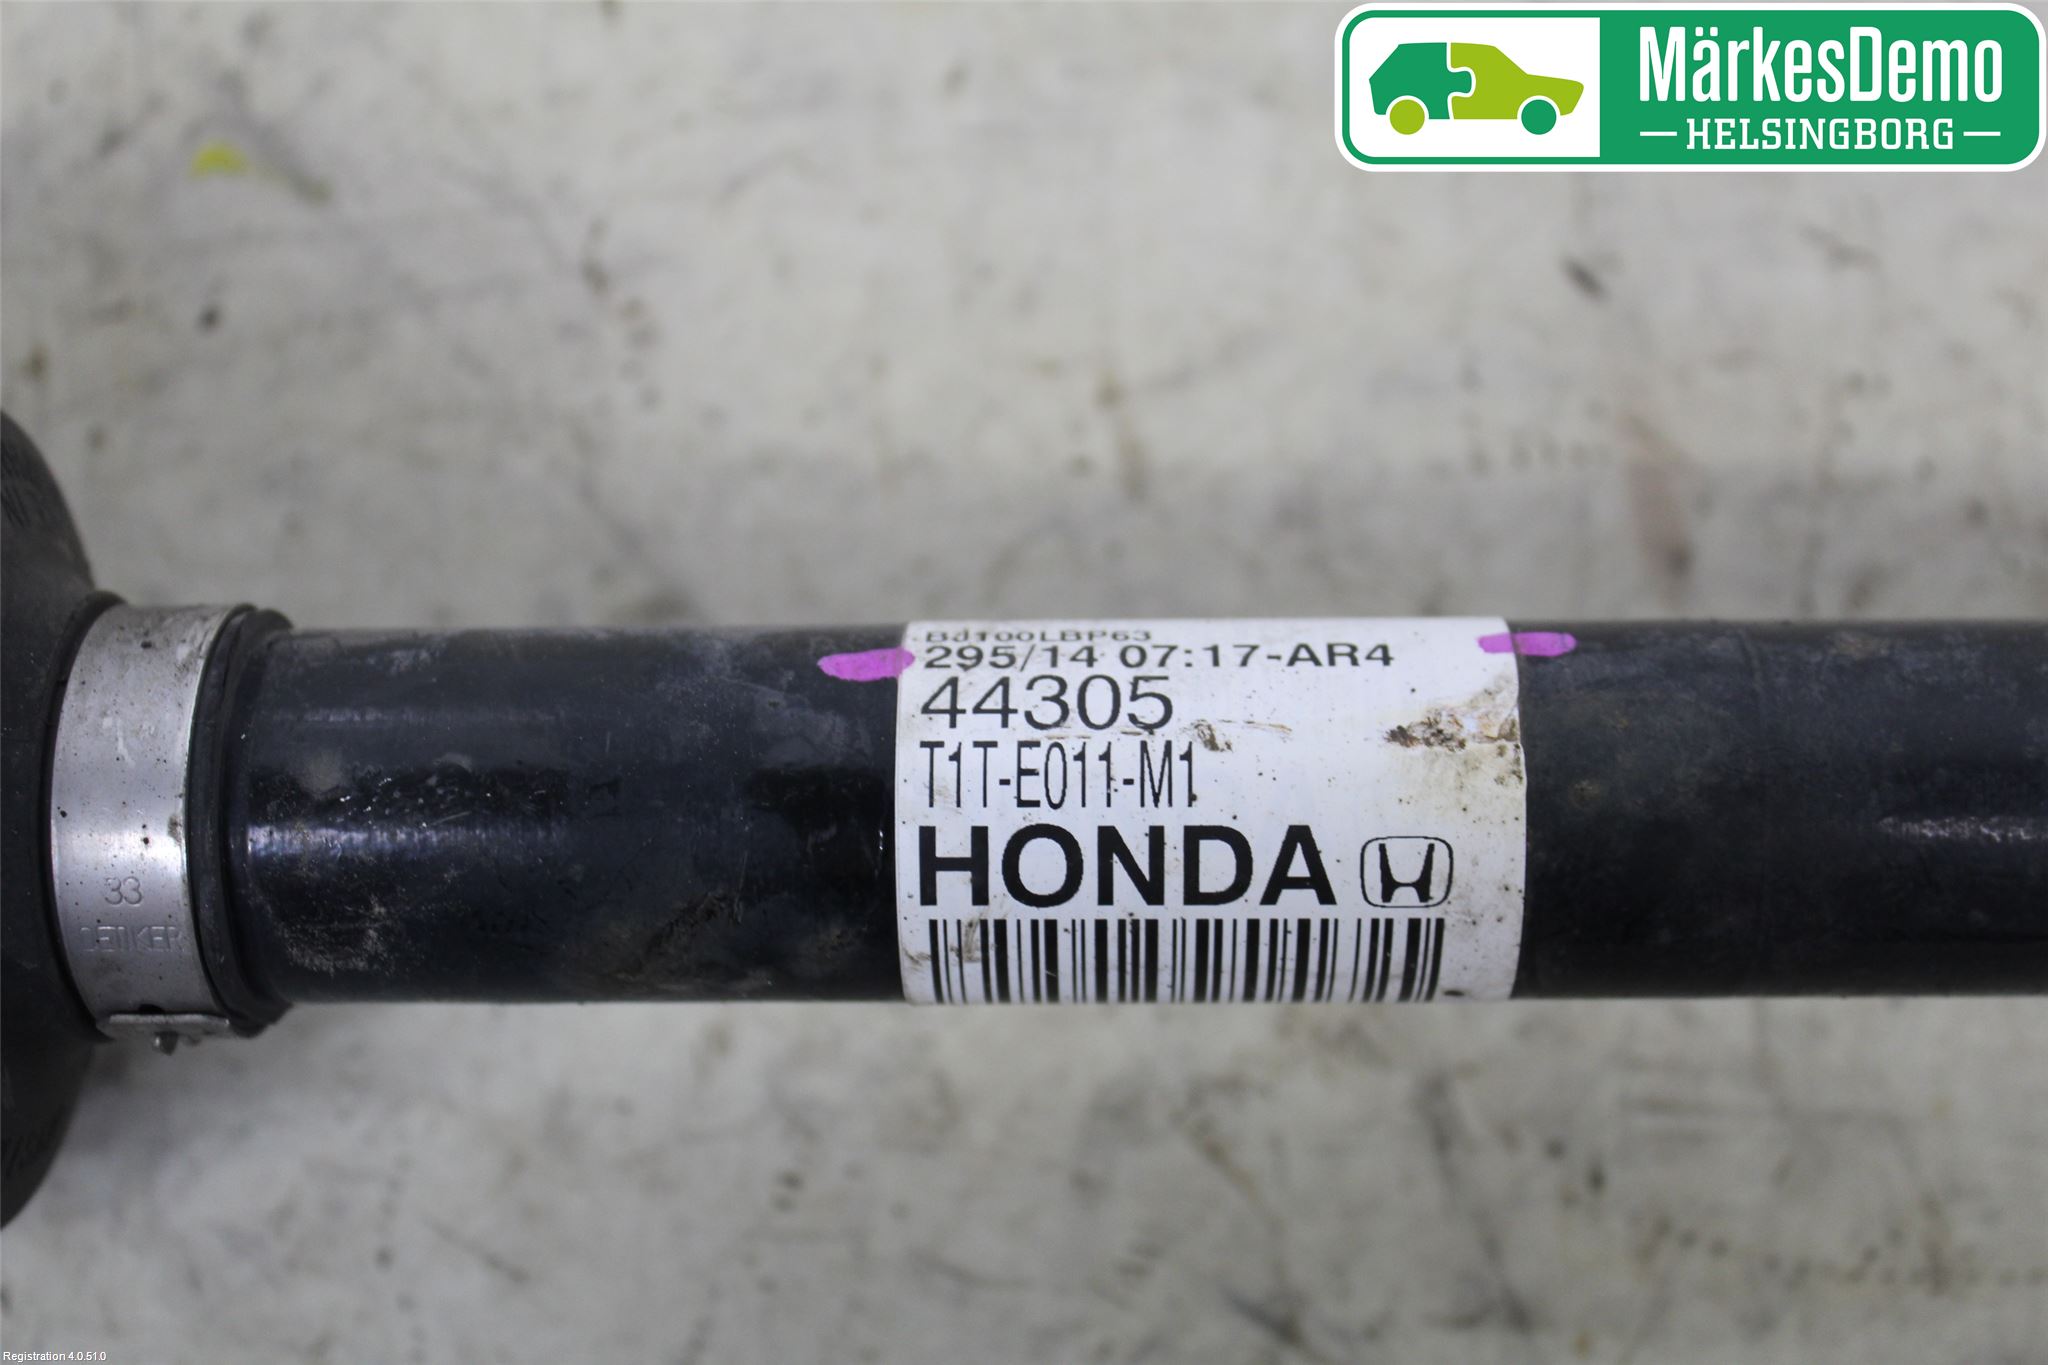 MärkesDemo
HELSINGBORG
BJ100LBP63
295/14 07:17-AR4
44305
T1T-E011-M1
HONDA
33
OETIKER
Registration 4.0.51.0